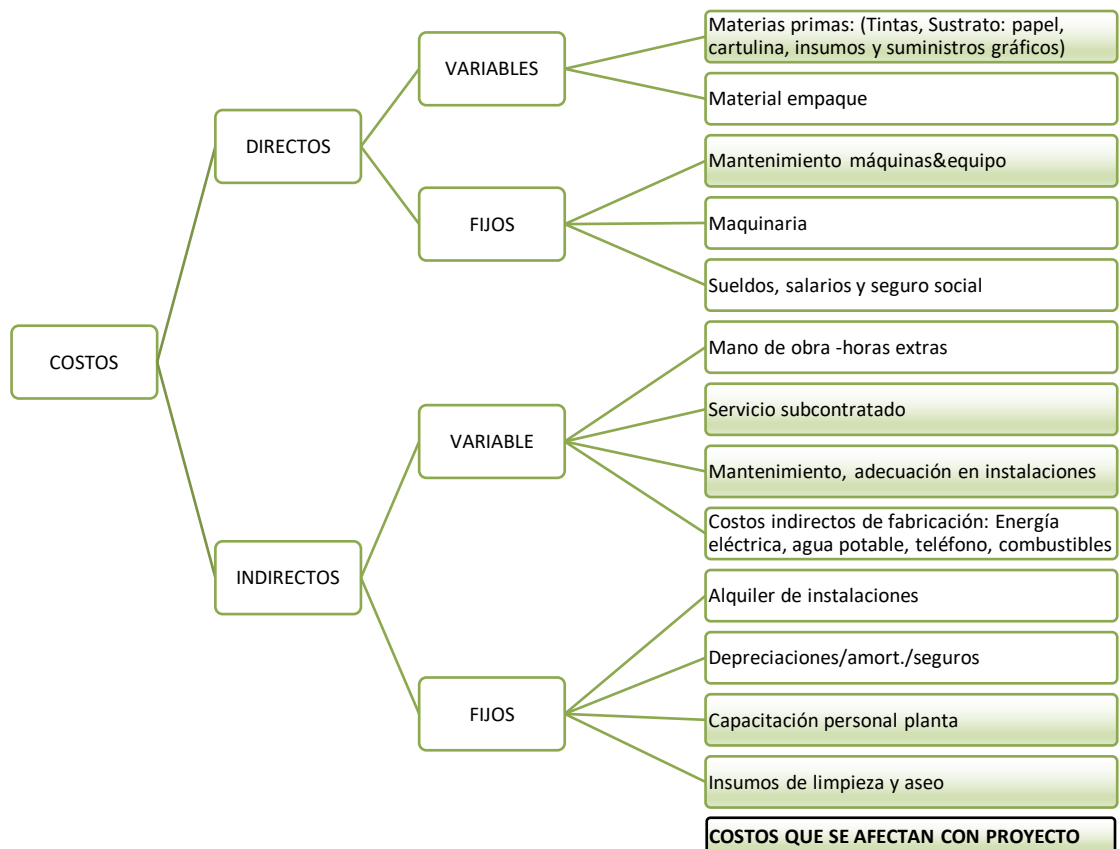 COSTOS
DIRECTOS
VARIABLES
Materias primas: (Tintas, Sustrato: papel,
cartulina, insumos y suministros gráficos)
Material empaque
FIJOS
Mantenimiento máquinas&equipo
Maquinaria
Sueldos, salarios y seguro social
INDIRECTOS
VARIABLE
Mano de obra -horas extras
Servicio subcontratado
Mantenimiento, adecuación en instalaciones
Costos indirectos de fabricación: Energía
eléctrica, agua potable, teléfono, combustibles
FIJOS
Alquiler de instalaciones
Depreciaciones/amort./seguros
Capacitación personal planta
Insumos de limpieza y aseo
COSTOS QUE SE AFECTAN CON PROYECTO